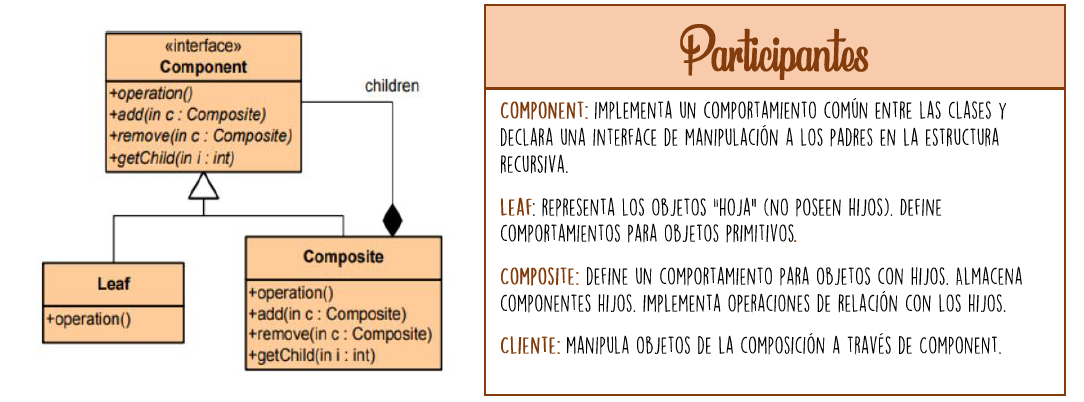 «interface»
Component
+operation()
+add(in c : Composite)
+remove(in c : Composite)
+getChild(in i : int)
children
Leaf
+operation()
Composite
+operation()
+add(in c : Composite)
+remove(in c : Composite)
+getChild(in i : int)
Participantes
COMPONENT: IMPLEMENTA UN COMPORTAMIENTO COMÚN ENTRE LAS CLASES Y
DECLARA UNA INTERFACE DE MANIPULACIÓN A LOS PADRES EN LA ESTRUCTURA
RECURSIVA.
LEAF: REPRESENTA LOS OBJETOS "HOJA" (NO POSEEN HIJOS). DEFINE
COMPORTAMIENTOS PARA OBJETOS PRIMITIVOS.
COMPOSITE: DEFINE UN COMPORTAMIENTO PARA OBJETOS CON HIJOS. ALMACENA
COMPONENTES HIJOS. IMPLEMENTA OPERACIONES DE RELACIÓN CON LOS HIJOS.
CLIENTE: MANIPULA OBJETOS DE LA COMPOSICIÓN A TRAVÉS DE COMPONENT.